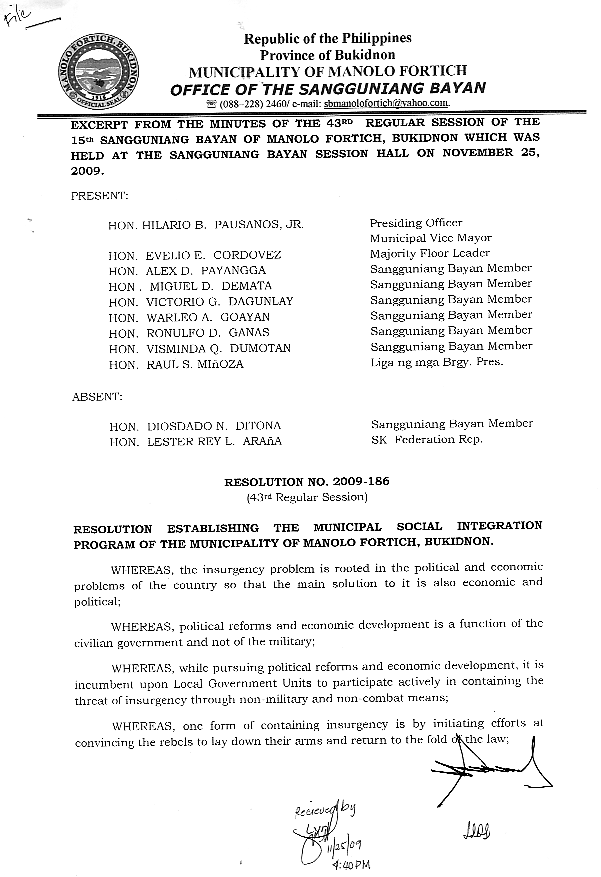 File
Republic of the Philippines
Province of Bukidnon
MUNICIPALITY OF MANOLO FORTICH
OFFICE OF THE SANGGUNIANG BAYAN
☏ (088-228) 2460/ e-mail: sbmanolofortich@yahoo.com.
MANOLO FORTICH, BUKIDNON
OFFICIAL SEAL
EXCERPT FROM THE MINUTES OF THE 43RD REGULAR SESSION OF THE
15th SANGGUNIANG BAYAN OF MANOLO FORTICH, BUKIDNON WHICH WAS
HELD AT THE SANGGUNIANG BAYAN SESSION HALL ON NOVEMBER 25,
2009.
PRESENT:
HON. HILARIO B. PAUSANOS, JR. Presiding Officer
Municipal Vice Mayor
HON. EVELIO E. CORDOVEZ Majority Floor Leader
HON. ALEX D. PAYANGGA Sangguniang Bayan Member
HON . MIGUEL D. DEMATA Sangguniang Bayan Member
HON. VICTORIO G. DAGUNLAY Sangguniang Bayan Member
HON. WARLEO A. GOAYAN Sangguniang Bayan Member
HON. RONULFO D. GANAS Sangguniang Bayan Member
HON. VISMINDA Q. DUMOTAN Sangguniang Bayan Member
HON. RAUL S. MIñOZA Liga ng mga Brgy. Pres.
ABSENT:
HON. DIOSDADO N. DITONA Sangguniang Bayan Member
HON. LESTER REY L. ARAñA SK Federation Rep.
RESOLUTION NO. 2009-186
(43rd Regular Session)
RESOLUTION ESTABLISHING THE MUNICIPAL SOCIAL INTEGRATION
PROGRAM OF THE MUNICIPALITY OF MANOLO FORTICH, BUKIDNON.
WHEREAS, the insurgency problem is rooted in the political and economic
problems of the country so that the main solution to it is also economic and
political;
WHEREAS, political reforms and economic development is a function of the
civilian government and not of the military;
WHEREAS, while pursuing political reforms and economic development, it is
incumbent upon Local Government Units to participate actively in containing the
threat of insurgency through non-military and non-combat means;
WHEREAS, one form of containing insurgency is by initiating efforts at
convincing the rebels to lay down their arms and return to the fold of the law;
Recieved by
11/25/09
4:40PM